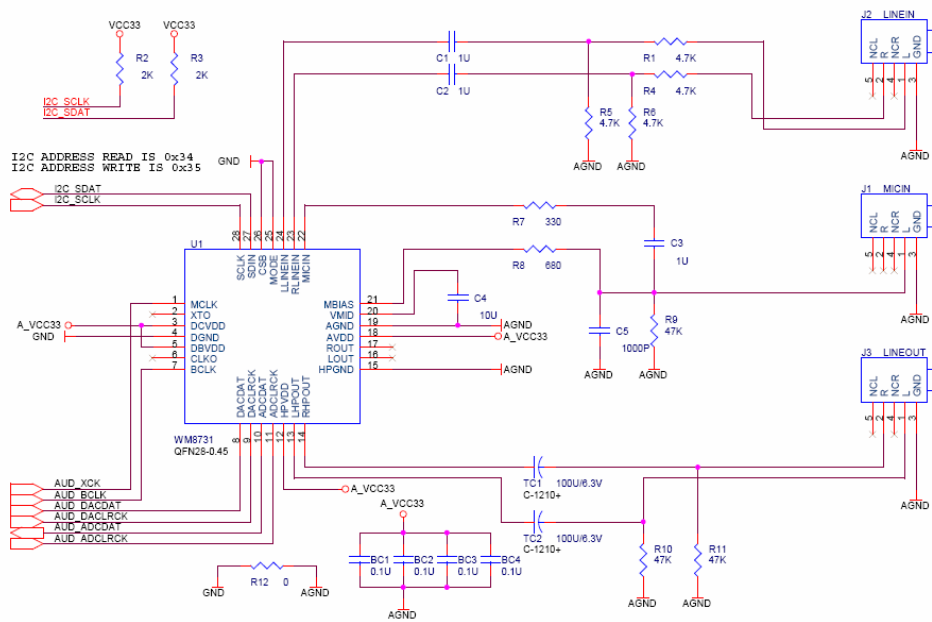 VCC33 VCC33
R2 R3
2K 2K
I2C_SCLK
I2C_SDAT
I2C ADDRESS READ IS 0x34
I2C ADDRESS WRITE IS 0x35
I2C_SDAT
I2C_SCLK
GND
C1 1U
C2 1U
R1
4.7K
R4
4.7K
R5 R6
4.7K 4.7K
AGND AGND
J2 LINEIN
NCL R NCR L GND
5 2 4 1 3
AGND
R7 330
R8 680
C3
1U
C4
10U
C5
1000P
R9
47K
AGND AGND
J1 MICIN
NCL R NCR L GND
5 2 4 1 3
AGND
U1
28 27 26 25 24 23 22
SCLK SDIN CSB MODE LLINEIN RLINEIN MICIN
1 MCLK
2 XTO
3 DCVDD
4 DGND
5 DBVDD
6 CLKO
7 BCLK
A_VCC33
GND
MBIAS 21
VMID 20
AGND 19 AGND
AVDD 18 A_VCC33
ROUT 17
LOUT 16
HPGND 15 AGND
DACDAT DACLRCK ADCDAT ADCLRCK HPVDD LHPOUT RHPOUT
8 9 10 11 12 13 14
WM8731
QFN28-0.45
J3 LINEOUT
NCL R NCR L GND
5 2 4 1 3
AGND
AUD_XCK
AUD_BCLK
AUD_DACDAT
AUD_DACLRCK
AUD_ADCDAT
AUD_ADCLRCK
A_VCC33
TC1 100U/6.3V
C-1210+
TC2 100U/6.3V
C-1210+
R10 R11
47K 47K
AGND AGND
A_VCC33
BC1 BC2 BC3 BC4
0.1U 0.1U 0.1U 0.1U
AGND
R12 0
GND AGND